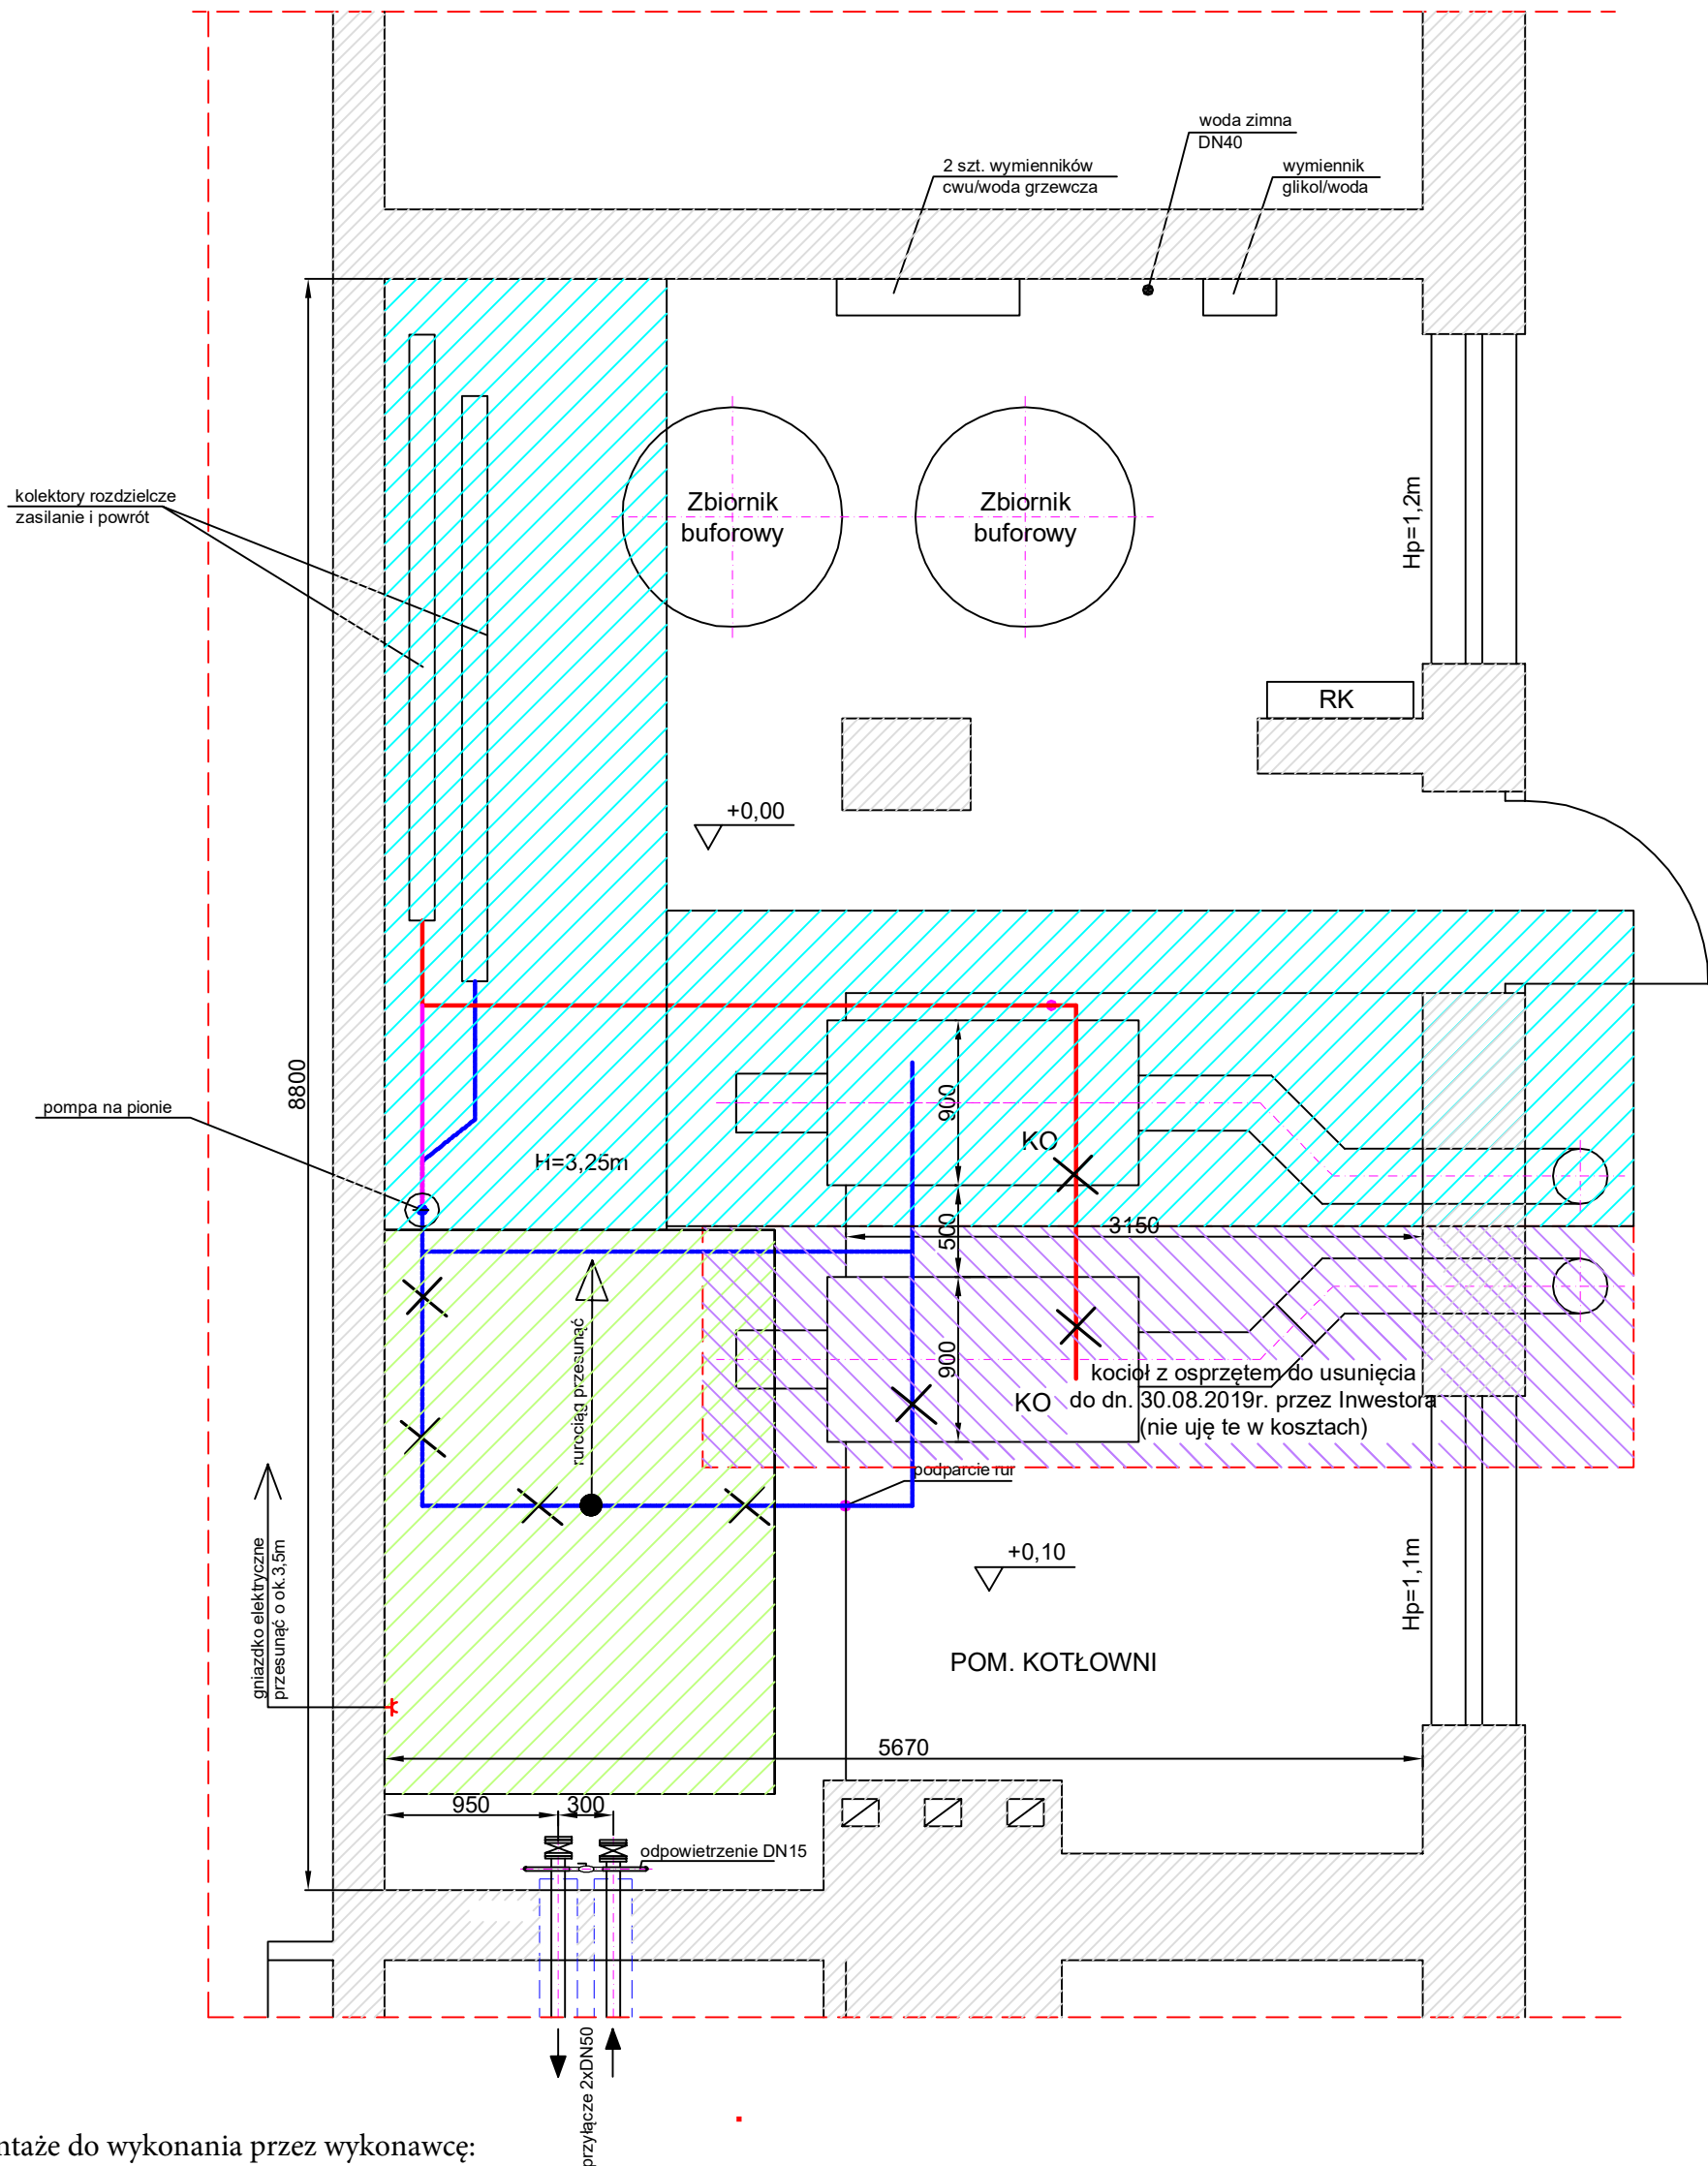 woda zimna
DN40
2 szt. wymienników
cwu/woda grzewcza
wymiennik
glikol/woda
kolektory rozdzielcze
zasilanie i powrót
Zbiornik
buforowy
Zbiornik
buforowy
Hp=1,2m
RK
+0,00
8800
pompa na pionie
H=3,25m
900
KO
500
3150
rurociąg przesunąć
900
KO
kocioł z osprzętem do usunięcia
do dn. 30.08.2019r. przez Inwestora
(nie uję te w kosztach)
podparcie rur
gniazdko elektryczne
przesunąć o ok.3,5m
+0,10
Hp=1,1m
POM. KOTŁOWNI
5670
950
300
odpowietrzenie DN15
przyłącze 2xDN50
ntaże do wykonania przez wykonawcę: